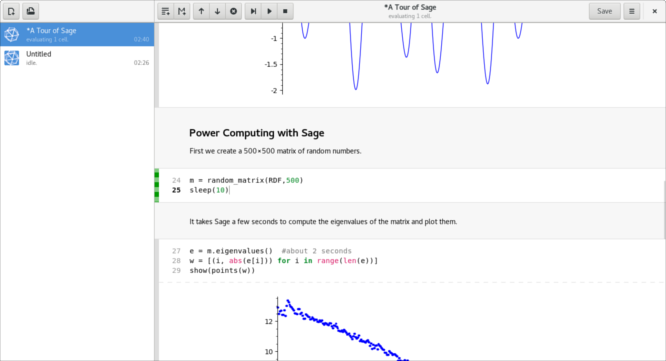 *A Tour of Sage
evaluating 1 cell.
02:40
Untitled
idle.
02:26
*A Tour of Sage
evaluating 1 cell.
Save
-1
-1.5
-2
Power Computing with Sage
First we create a 500×500 matrix of random numbers.
24 m = random_matrix(RDF,500)
25 sleep(10)
It takes Sage a few seconds to compute the eigenvalues of the matrix and plot them.
27 e = m.eigenvalues()  #about 2 seconds
28 w = [(i, abs(e[i])) for i in range(len(e))]
29 show(points(w))
12
10